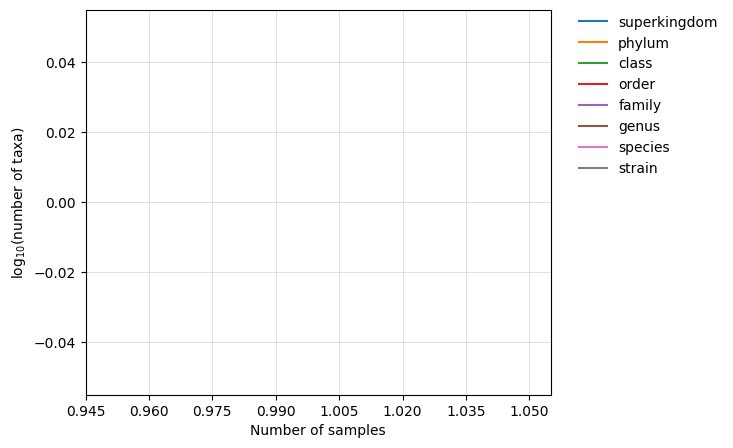 superkingdom
phylum
class
order
family
genus
species
strain
log10(number of taxa)
0.04
0.02
0.00
−0.02
−0.04
0.945 0.960 0.975 0.990 1.005 1.020 1.035 1.050
Number of samples